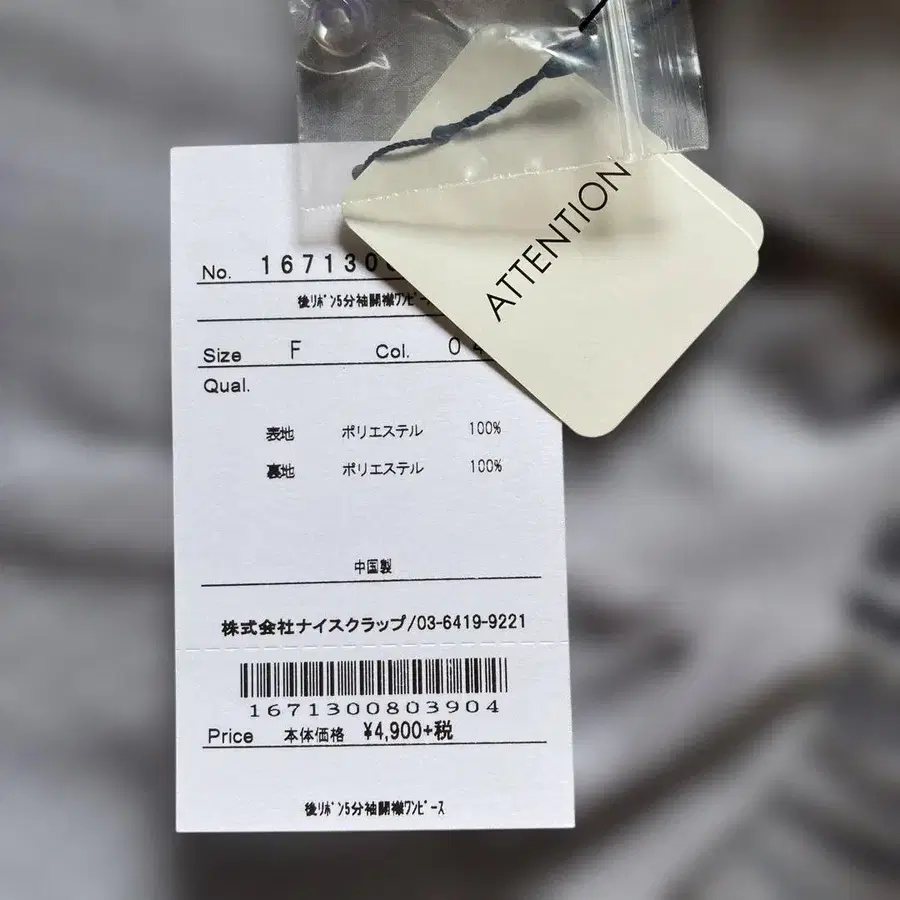 ATTENTION
No. 167130
後リボン5分袖開襟ワンピー
Size F Col. 04
Qual.
表地 ポリエステル 100%
裏地 ポリエステル 100%
中国製
株式会社ナイスクラップ/03-6419-9221
1671300803904
Price 本体価格 ¥4,900+税
後リボン5分袖開襟ワンピース